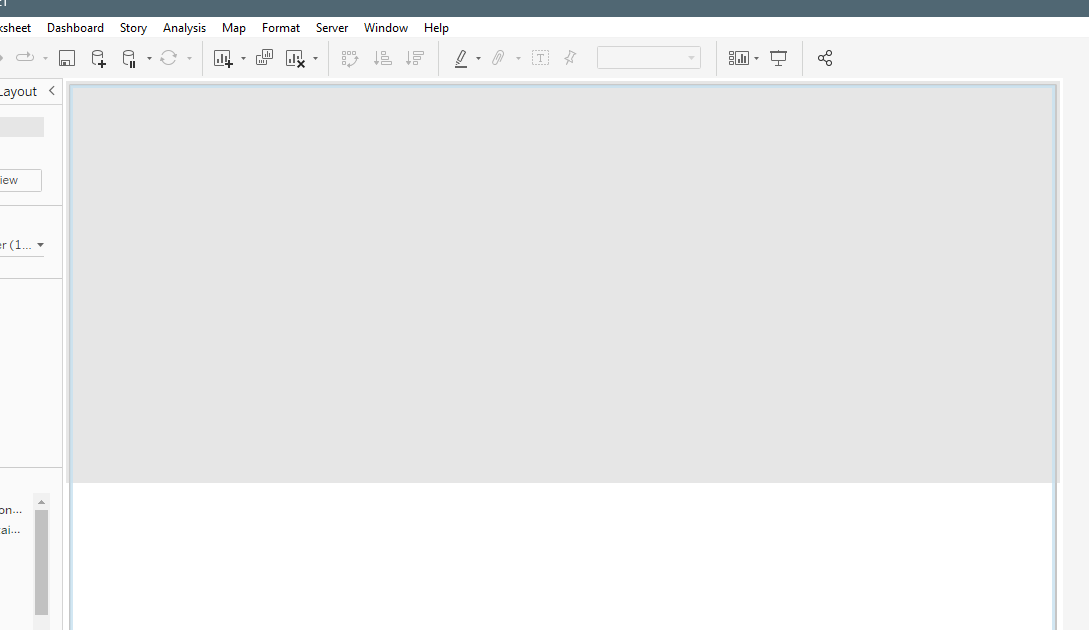 ksheet Dashboard Story Analysis Map Format Server Window Help
T
Layout
iew
er (1...
on...
ai...